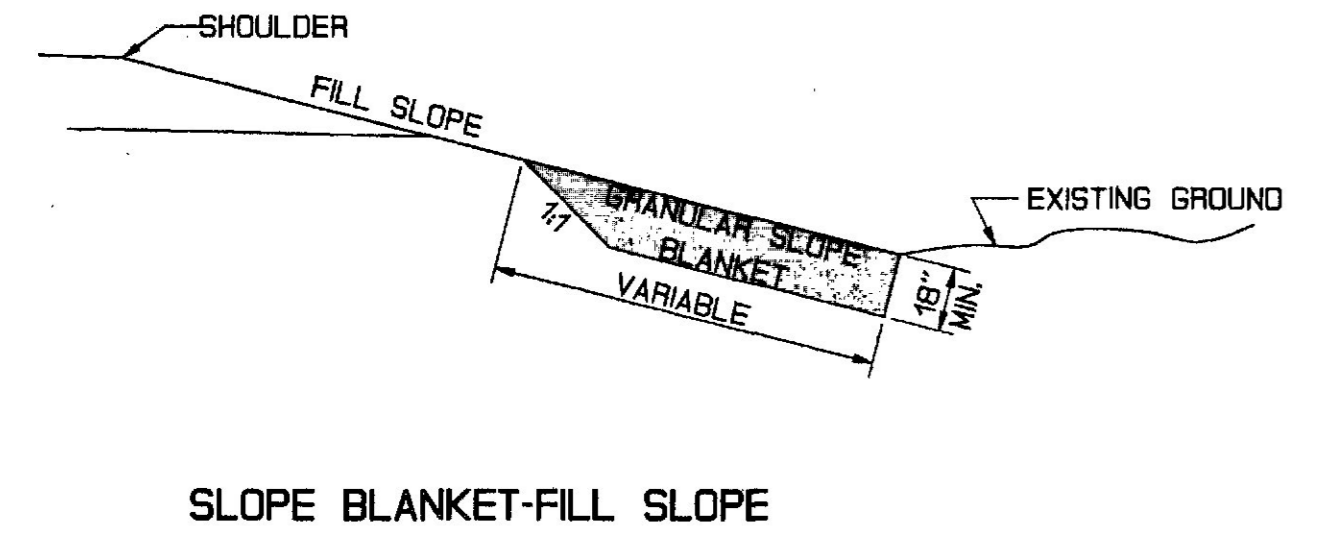 SHOULDER
FILL SLOPE
EXISTING GROUND
1:1
GRANULAR SLOPE
BLANKET
VARIABLE
18"
MIN.
SLOPE BLANKET-FILL SLOPE